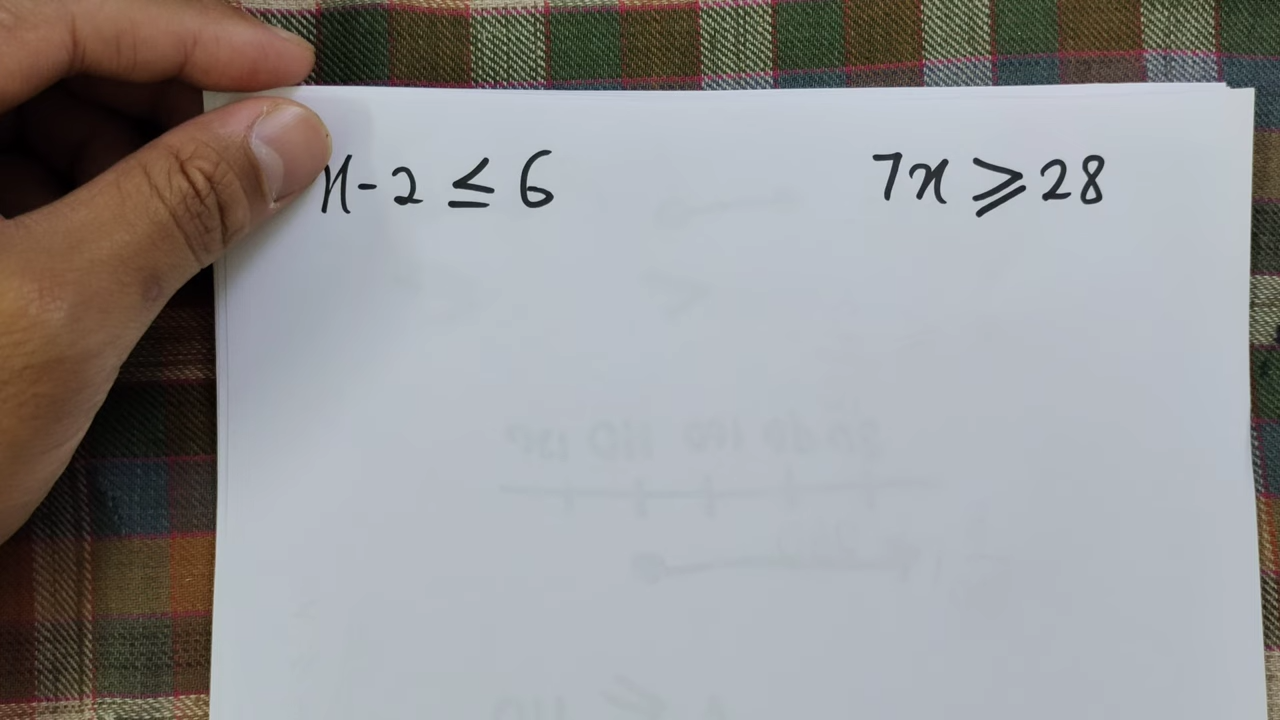 x-2 ≤ 6
7x ⩾ 28